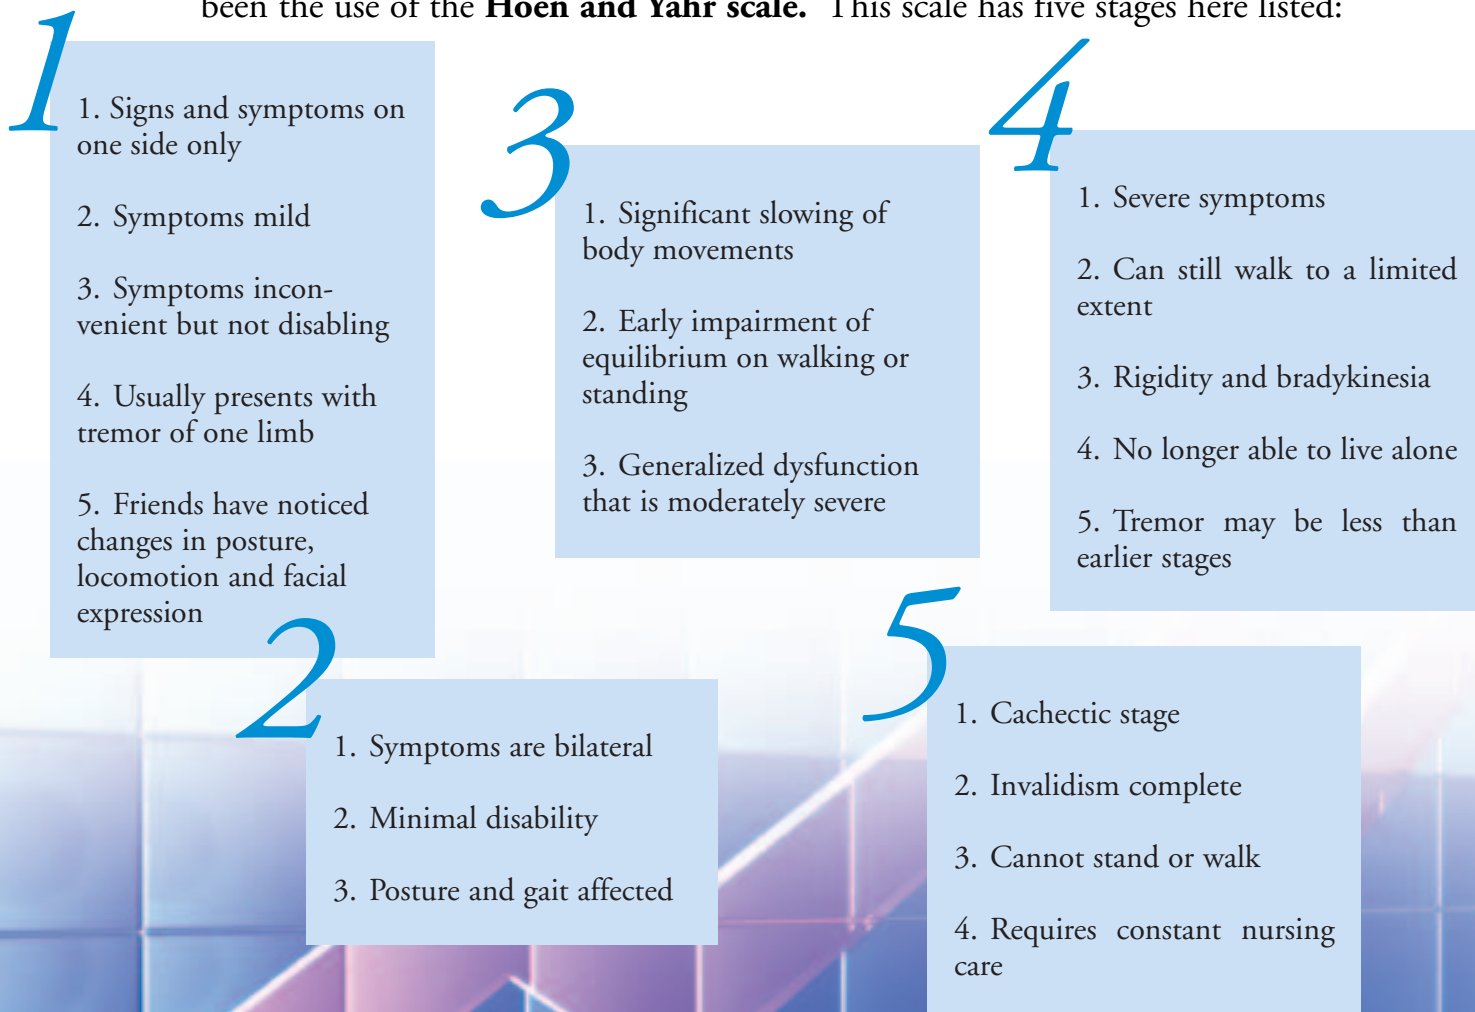 been the use of the Hoen and Yahr scale. This scale has five stages here listed:
1
1. Signs and symptoms on
one side only
2. Symptoms mild
3. Symptoms incon-
venient but not disabling
4. Usually presents with
tremor of one limb
5. Friends have noticed
changes in posture,
locomotion and facial
expression
2
1. Symptoms are bilateral
2. Minimal disability
3. Posture and gait affected
3
1. Significant slowing of
body movements
2. Early impairment of
equilibrium on walking or
standing
3. Generalized dysfunction
that is moderately severe
4
1. Severe symptoms
2. Can still walk to a limited
extent
3. Rigidity and bradykinesia
4. No longer able to live alone
5. Tremor may be less than
earlier stages
5
1. Cachectic stage
2. Invalidism complete
3. Cannot stand or walk
4. Requires constant nursing
care